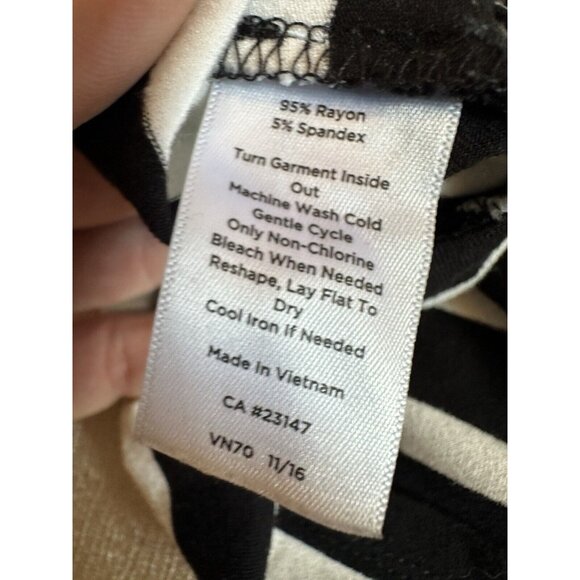 95% Rayon
5% Spandex
Turn Garment Inside
Out
Machine Wash Cold
Gentle Cycle
Only Non-Chlorine
Bleach When Needed
Reshape, Lay Flat To
Dry
Cool Iron If Needed
Made in Vietnam
CA #23147
VN70 11/16